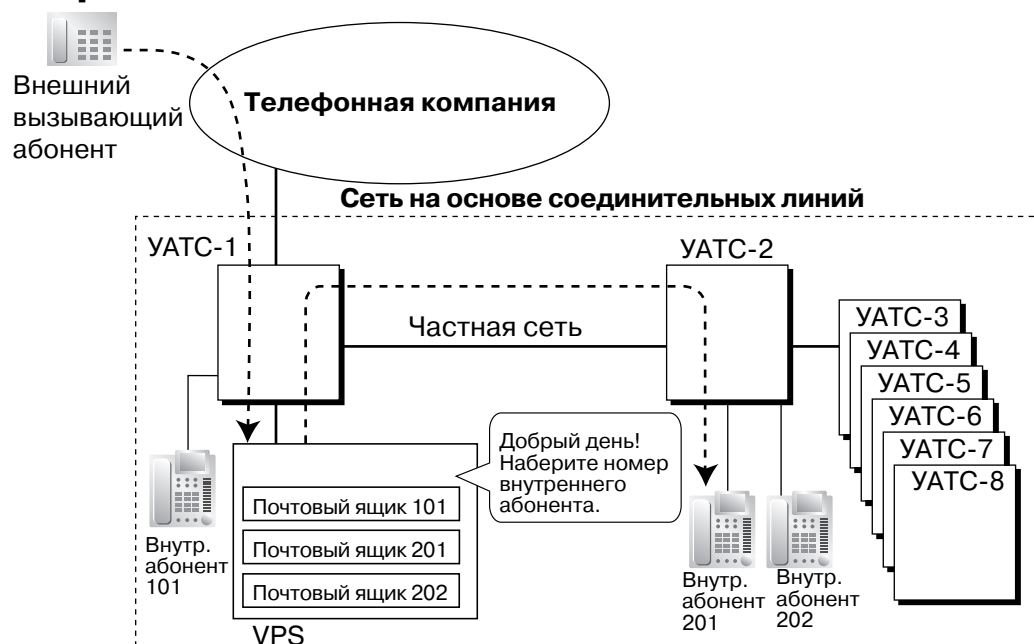 Внешний
вызывающий
абонент
Телефонная компания
Сеть на основе соединительных линий
УАТС-1
УАТС-2
Частная сеть
УАТС-3
УАТС-4
УАТС-5
УАТС-6
УАТС-7
УАТС-8
Добрый день!
Наберите номер
внутреннего
абонента.
Почтовый ящик 101
Почтовый ящик 201
Почтовый ящик 202
VPS
Внутр.
абонент
101
Внутр.
абонент
201
Внутр.
абонент
202